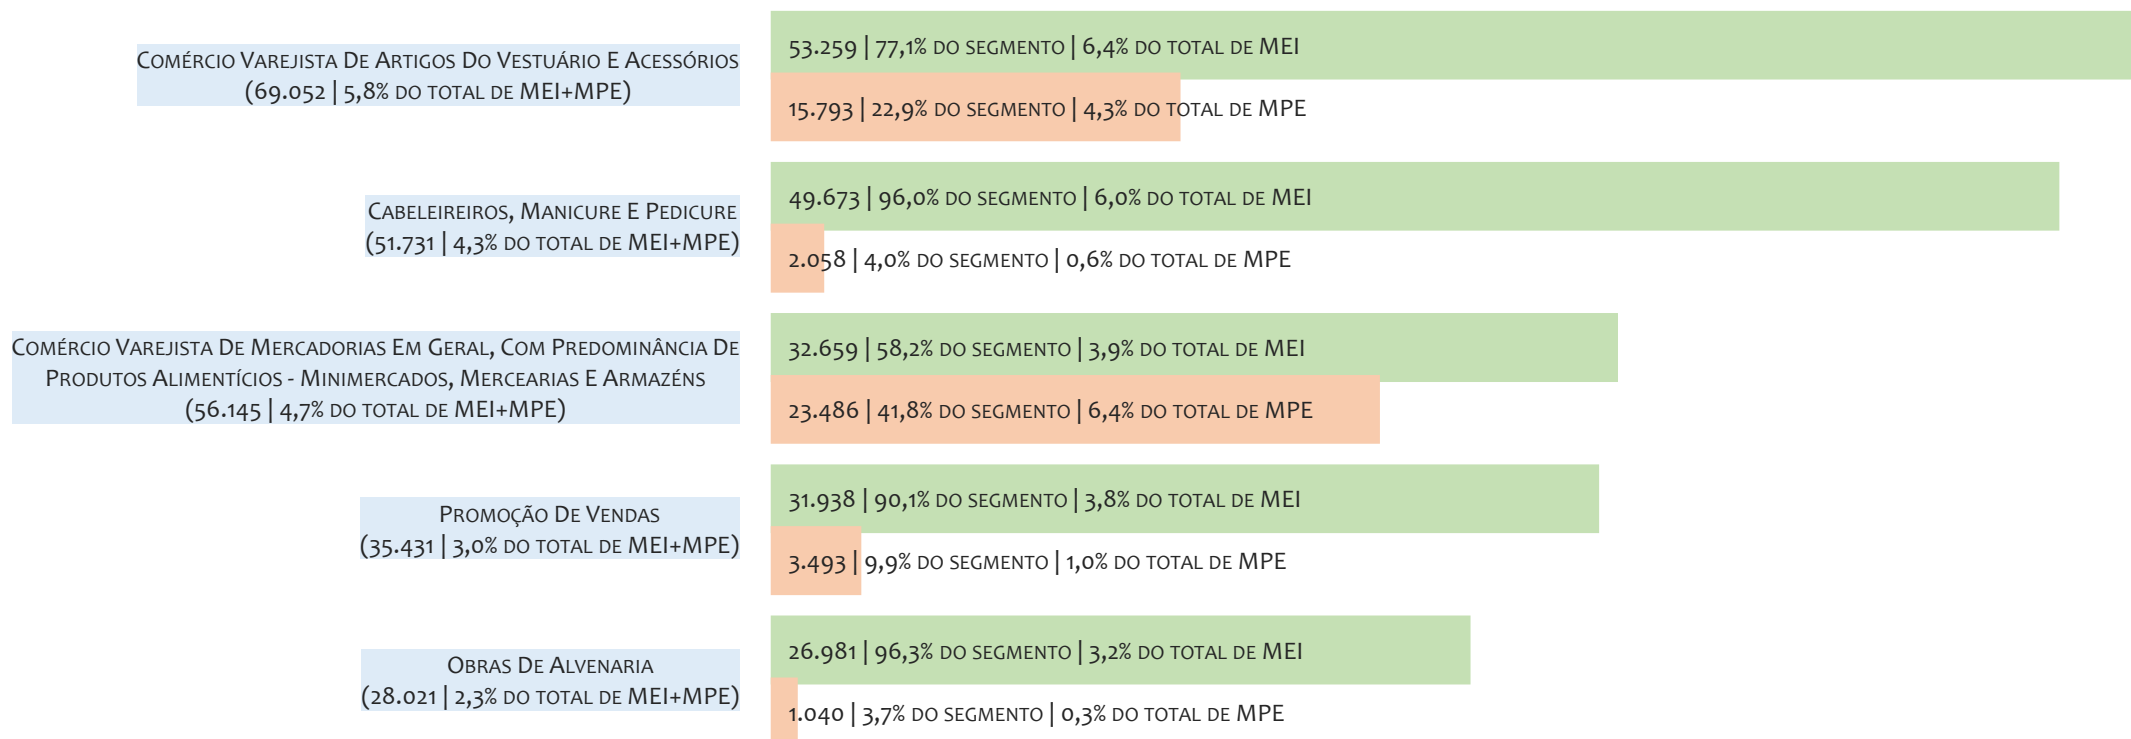 Comércio Varejista De Artigos Do Vestuário E Acessórios
(69.052 | 5,8% do total de MEI+MPE)
53.259 | 77,1% do segmento | 6,4% do total de MEI
15.793 | 22,9% do segmento | 4,3% do total de MPE
Cabeleireiros, Manicure E Pedicure
(51.731 | 4,3% do total de MEI+MPE)
49.673 | 96,0% do segmento | 6,0% do total de MEI
2.058 | 4,0% do segmento | 0,6% do total de MPE
Comércio Varejista De Mercadorias Em Geral, Com Predominância De
Produtos Alimentícios - Minimercados, Mercearias E Armazéns
(56.145 | 4,7% do total de MEI+MPE)
32.659 | 58,2% do segmento | 3,9% do total de MEI
23.486 | 41,8% do segmento | 6,4% do total de MPE
Promoção De Vendas
(35.431 | 3,0% do total de MEI+MPE)
31.938 | 90,1% do segmento | 3,8% do total de MEI
3.493 | 9,9% do segmento | 1,0% do total de MPE
Obras De Alvenaria
(28.021 | 2,3% do total de MEI+MPE)
26.981 | 96,3% do segmento | 3,2% do total de MEI
1.040 | 3,7% do segmento | 0,3% do total de MPE